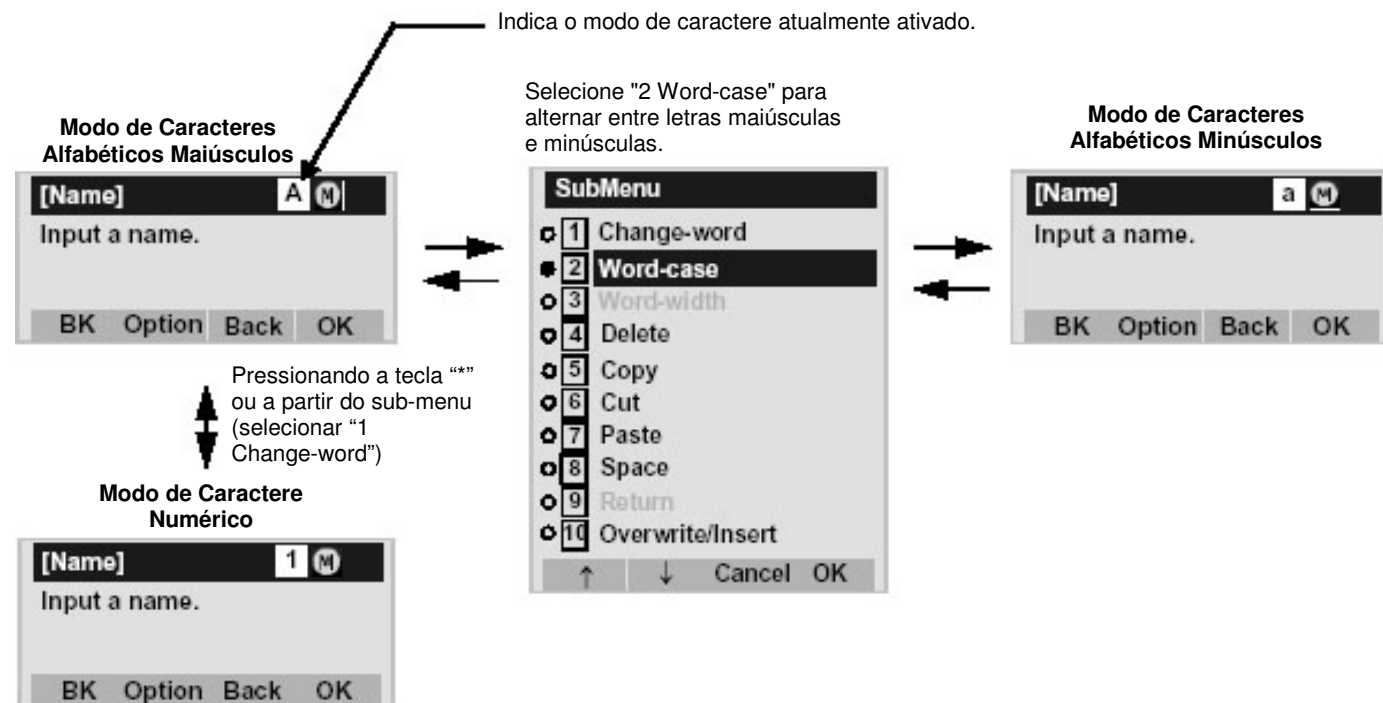 Indica o modo de caractere atualmente ativado.
Selecione "2 Word-case" para
alternar entre letras maiúsculas
e minúsculas.
Modo de Caracteres
Alfabéticos Maiúsculos
[Name] A M
Input a name.
BK Option Back OK
SubMenu
1 Change-word
2 Word-case
3 Word-width
4 Delete
5 Copy
6 Cut
7 Paste
8 Space
9 Return
10 Overwrite/Insert
↑ ↓ Cancel OK
Modo de Caracteres
Alfabéticos Minúsculos
[Name] a M
Input a name.
BK Option Back OK
Pressionando a tecla “*”
ou a partir do sub-menu
(selecionar “1
Change-word”)
Modo de Caractere
Numérico
[Name] 1 M
Input a name.
BK Option Back OK